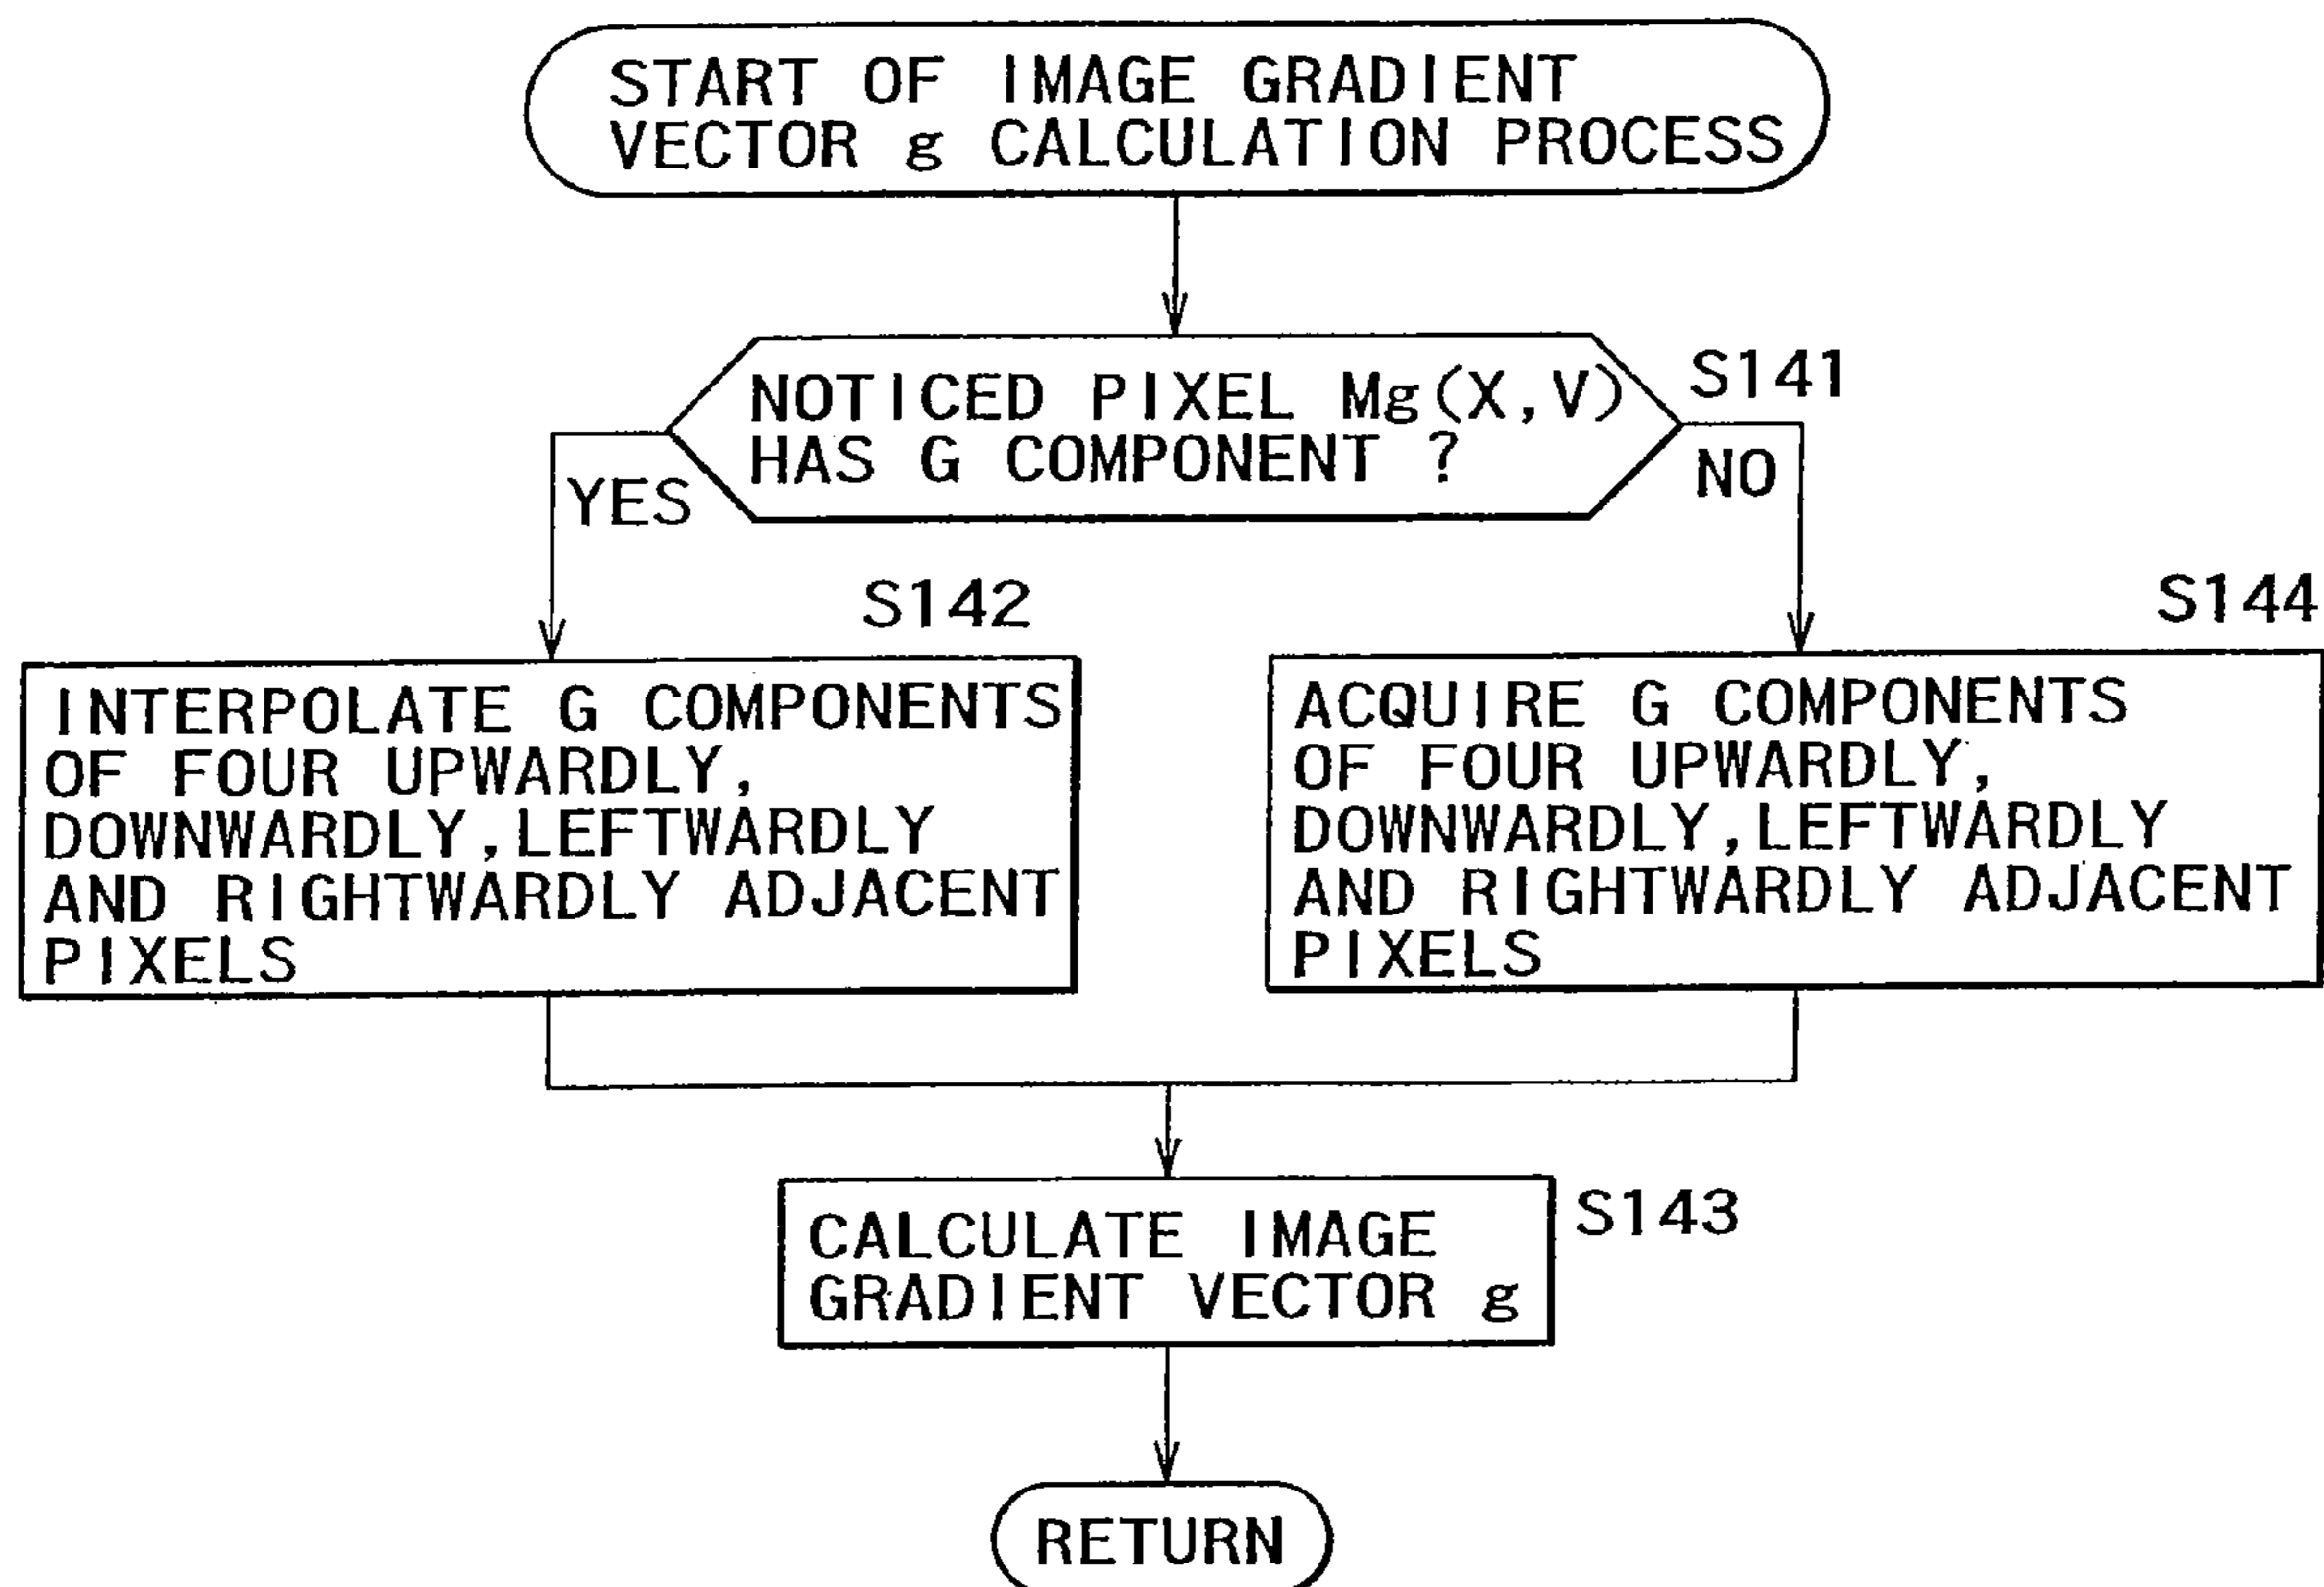 START OF IMAGE GRADIENT
VECTOR g CALCULATION PROCESS
NOTICED PIXEL Mg(X,V)
HAS G COMPONENT ?
S141
YES
NO
S142
S144
INTERPOLATE G COMPONENTS
OF FOUR UPWARDLY,
DOWNWARDLY,LEFTWARDLY
AND RIGHTWARDLY ADJACENT
PIXELS
ACQUIRE G COMPONENTS
OF FOUR UPWARDLY,
DOWNWARDLY,LEFTWARDLY
AND RIGHTWARDLY ADJACENT
PIXELS
CALCULATE IMAGE
GRADIENT VECTOR g
S143
RETURN